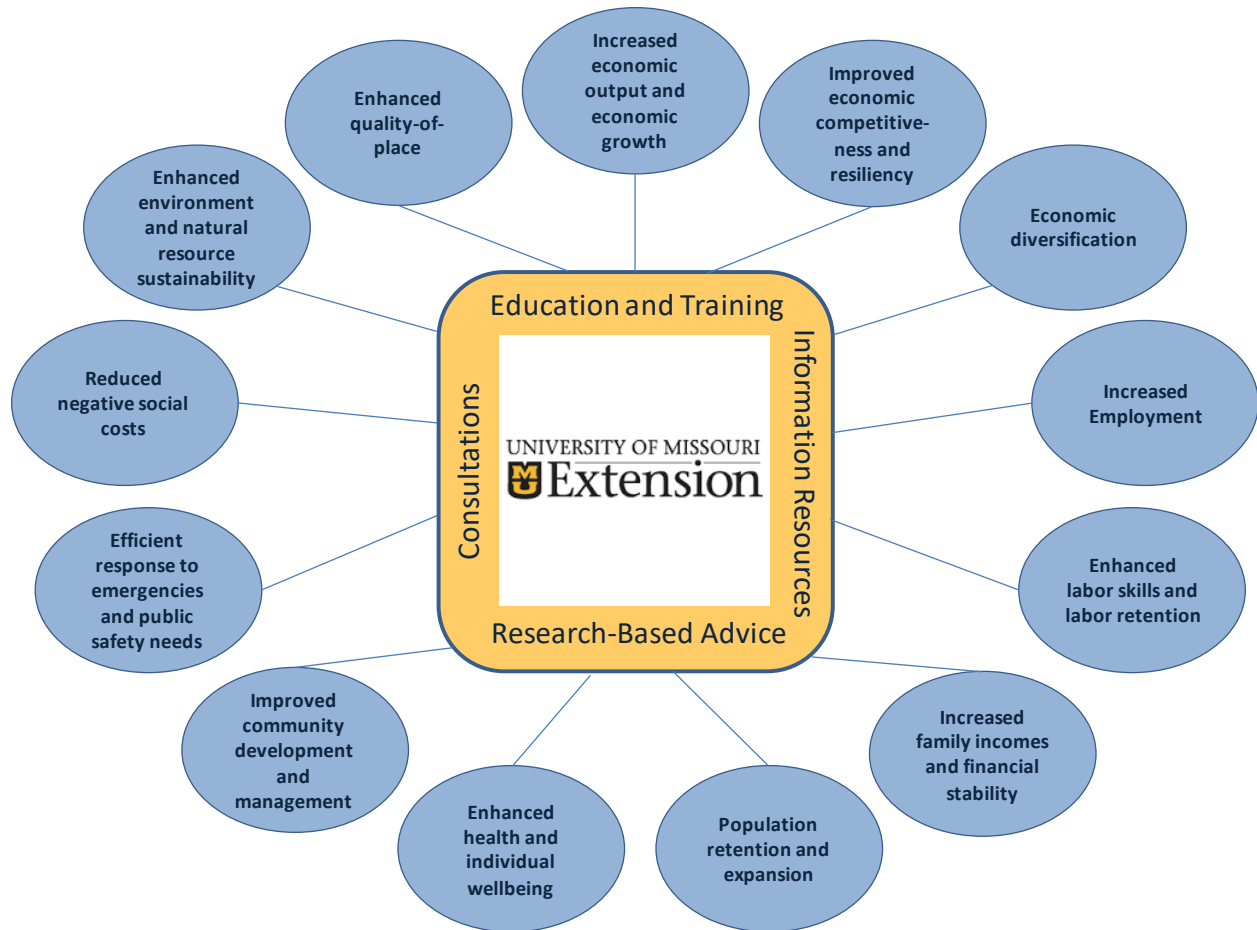 Increased
economic
output and
economic
growth
Improved
economic
competitive-
ness and
resiliency
Economic
diversification
Increased
Employment
Enhanced
labor skills and
labor retention
Increased
family incomes
and financial
stability
Population
retention and
expansion
Enhanced
health and
individual
wellbeing
Improved
community
development
and
management
Efficient
response to
emergencies
and public
safety needs
Reduced
negative social
costs
Enhanced
environment
and natural
resource
sustainability
Enhanced
quality-of-
place
Education and Training
Information Resources
Research-Based Advice
Consultations
UNIVERSITY OF MISSOURI
MU Extension